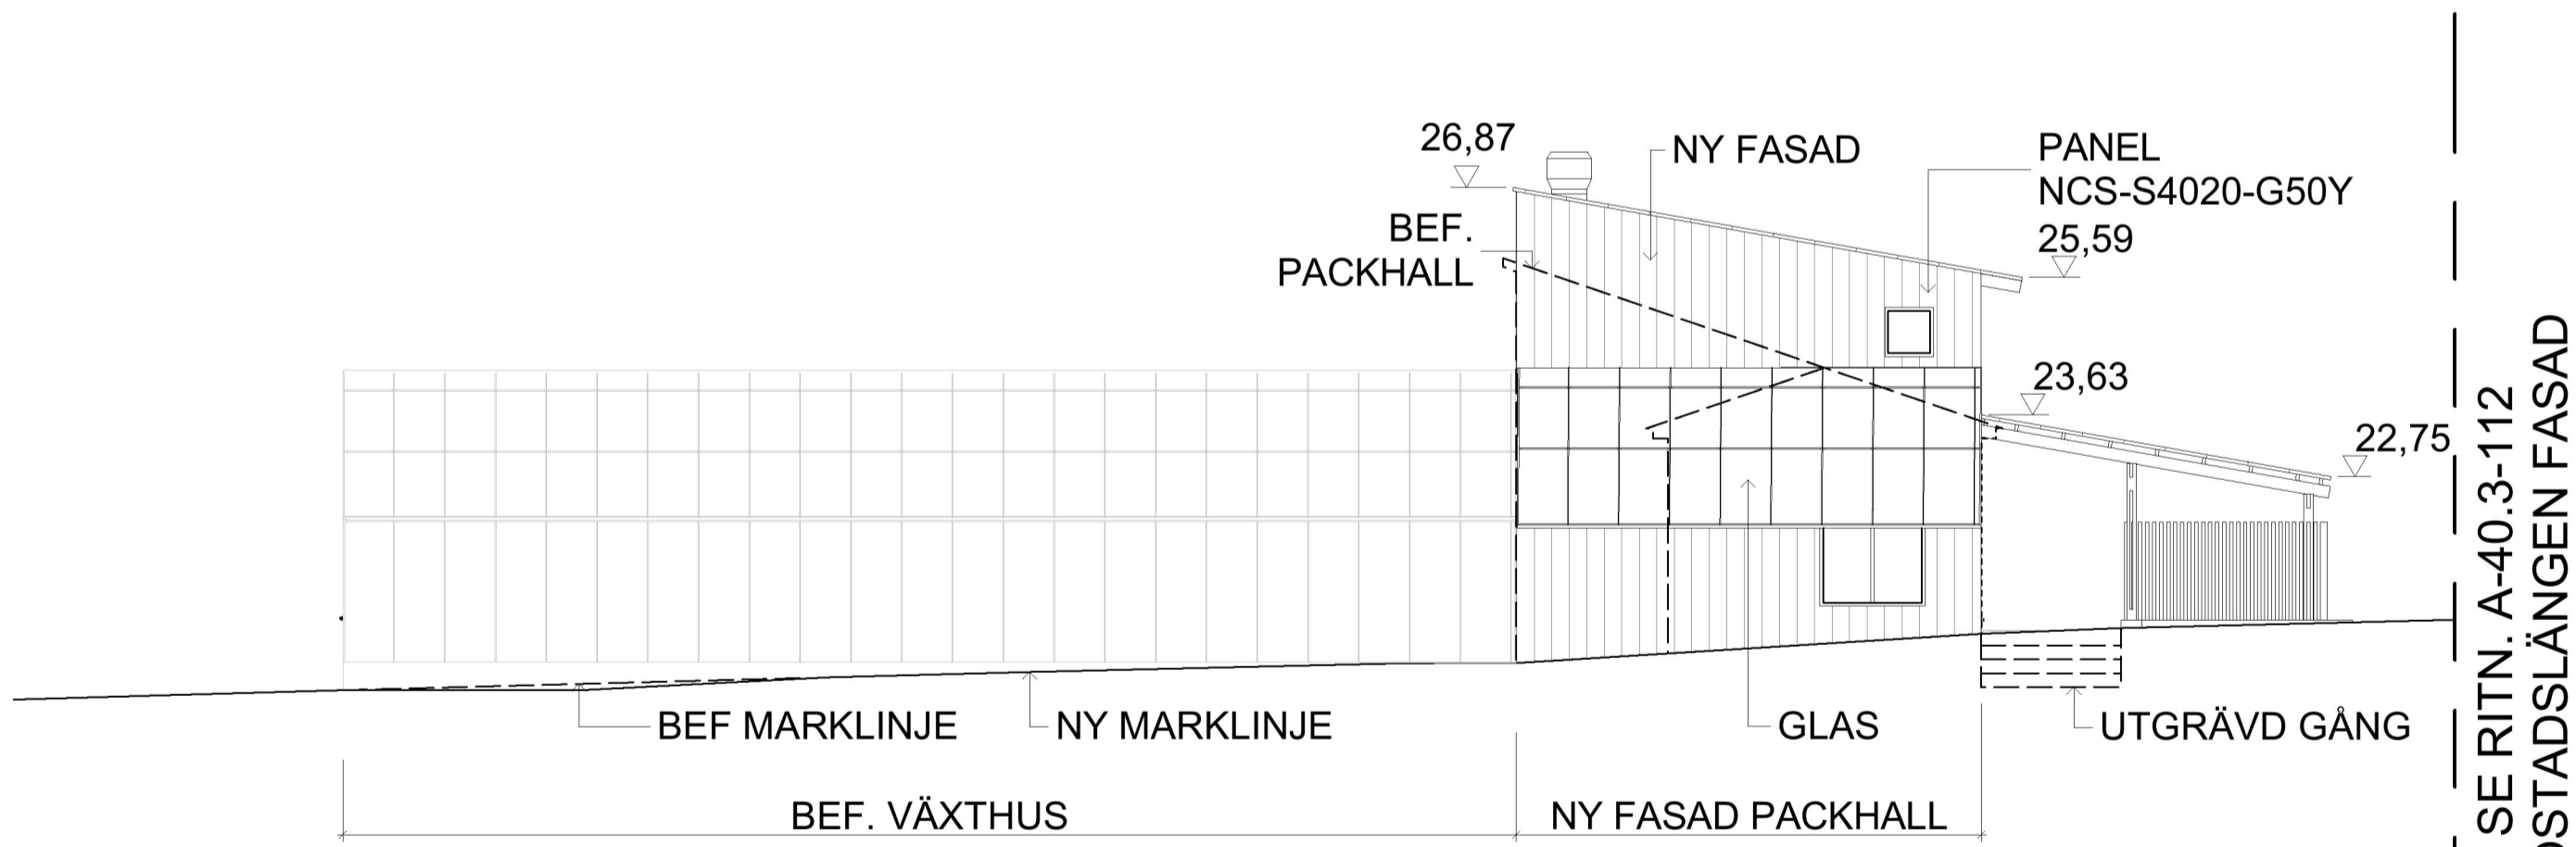 26,87
NY FASAD
PANEL
NCS-S4020-G50Y
25,59
BEF.
PACKHALL
23,63
22,75
BEF MARKLINJE
NY MARKLINJE
GLAS
UTGRÄVD GÅNG
BEF. VÄXTHUS
NY FASAD PACKHALL
SE RITN. A-40.3-112
OSTADSLÄNGEN FASAD